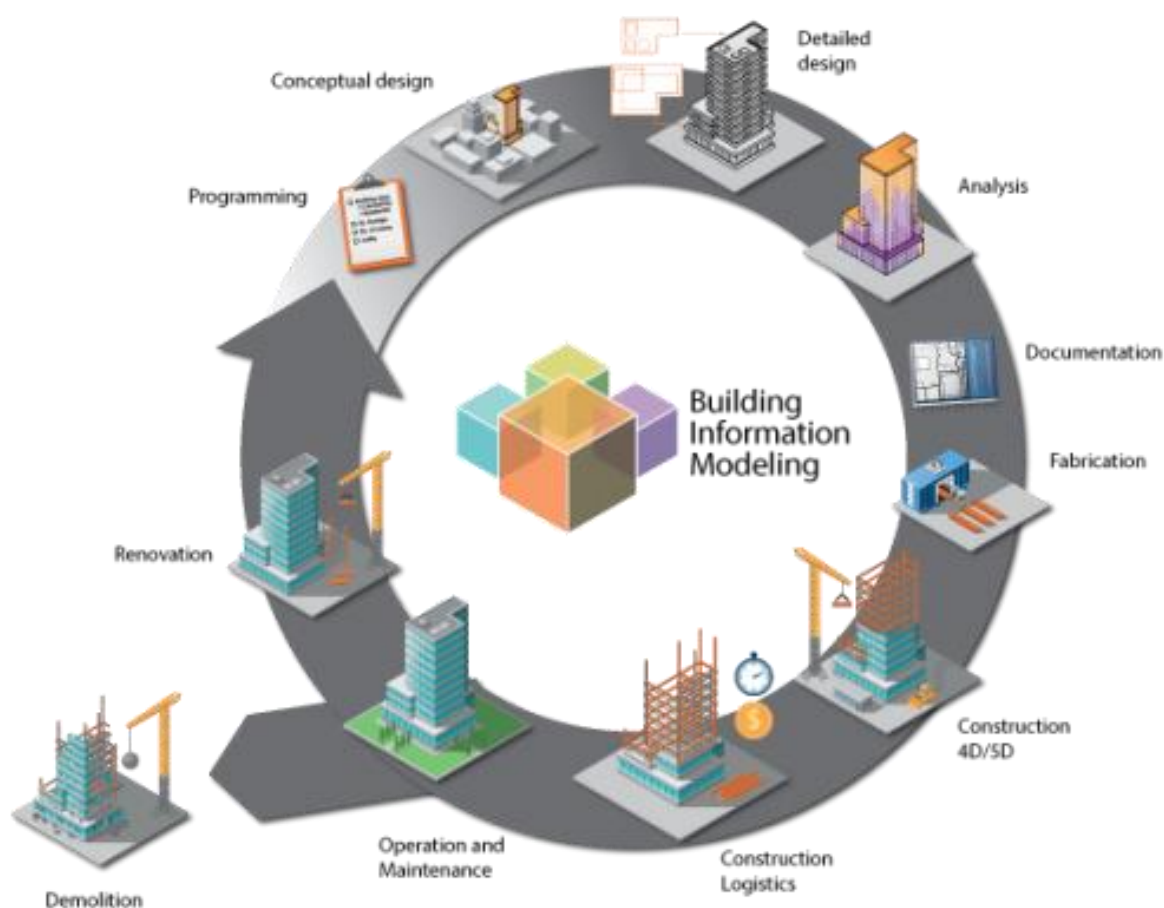 Conceptual design
Detailed
design
Programming
Analysis
Documentation
Building
Information
Modeling
Fabrication
Renovation
Construction
4D/5D
Operation and
Maintenance
Construction
Logistics
Demolition
$